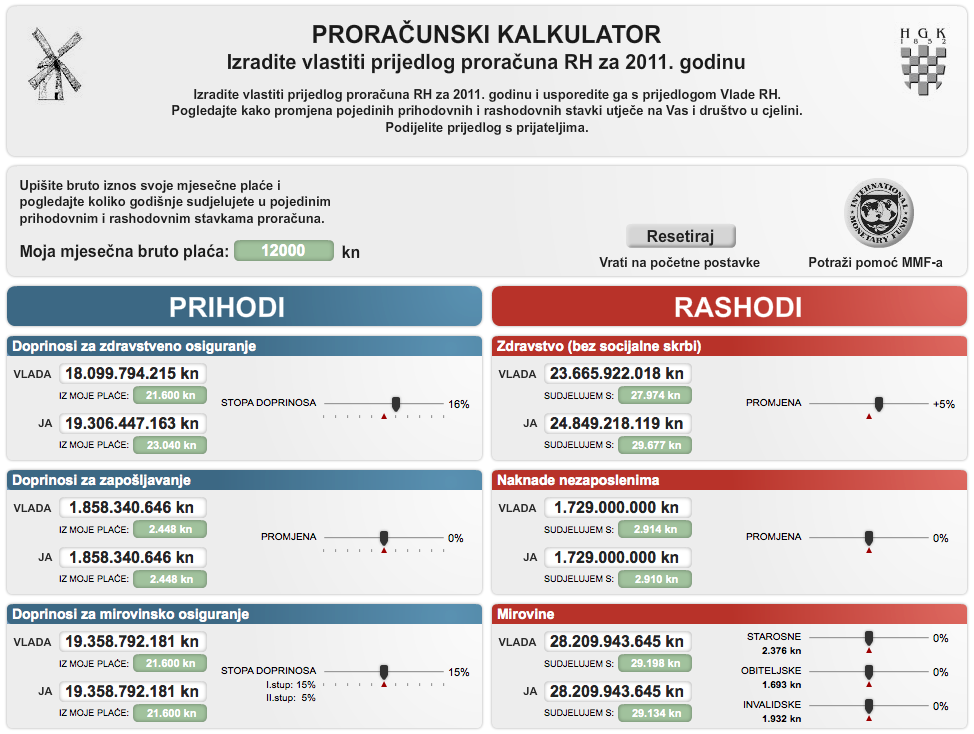 PRORAČUNSKI KALKULATOR
Izradite vlastiti prijedlog proračuna RH za 2011. godinu
Izradite vlastiti prijedlog proračuna RH za 2011. godinu i usporedite ga s prijedlogom Vlade RH.
Pogledajte kako promjena pojedinih prihodovnih i rashodovnih stavki utječe na Vas i društvo u cjelini.
Podijelite prijedlog s prijateljima.
H G K
1 8 5 2
Upišite bruto iznos svoje mjesečne plaće i
pogledajte koliko godišnje sudjelujete u pojedinim
prihodovnim i rashodovnim stavkama proračuna.
Moja mjesečna bruto plaća: 12000 kn
Resetiraj
Vrati na početne postavke
INTERNATIONAL MONETARY FUND
Potraži pomoć MMF-a
PRIHODI
Doprinosi za zdravstveno osiguranje
VLADA 18.099.794.215 kn
IZ MOJE PLAĆE: 21.600 kn
STOPA DOPRINOSA 16%
JA 19.306.447.163 kn
IZ MOJE PLAĆE: 23.040 kn
Doprinosi za zapošljavanje
VLADA 1.858.340.646 kn
IZ MOJE PLAĆE: 2.448 kn
PROMJENA 0%
JA 1.858.340.646 kn
IZ MOJE PLAĆE: 2.448 kn
Doprinosi za mirovinsko osiguranje
VLADA 19.358.792.181 kn
IZ MOJE PLAĆE: 21.600 kn
STOPA DOPRINOSA 15%
I.stup: 15%
II.stup: 5%
JA 19.358.792.181 kn
IZ MOJE PLAĆE: 21.600 kn
RASHODI
Zdravstvo (bez socijalne skrbi)
VLADA 23.665.922.018 kn
SUDJELUJEM S: 27.974 kn
PROMJENA +5%
JA 24.849.218.119 kn
SUDJELUJEM S: 29.677 kn
Naknade nezaposlenima
VLADA 1.729.000.000 kn
SUDJELUJEM S: 2.914 kn
PROMJENA 0%
JA 1.729.000.000 kn
SUDJELUJEM S: 2.910 kn
Mirovine
VLADA 28.209.943.645 kn
SUDJELUJEM S: 29.198 kn
JA 28.209.943.645 kn
SUDJELUJEM S: 29.134 kn
STAROSNE 0%
2.376 kn
OBITELJSKE 0%
1.693 kn
INVALIDSKE 0%
1.932 kn